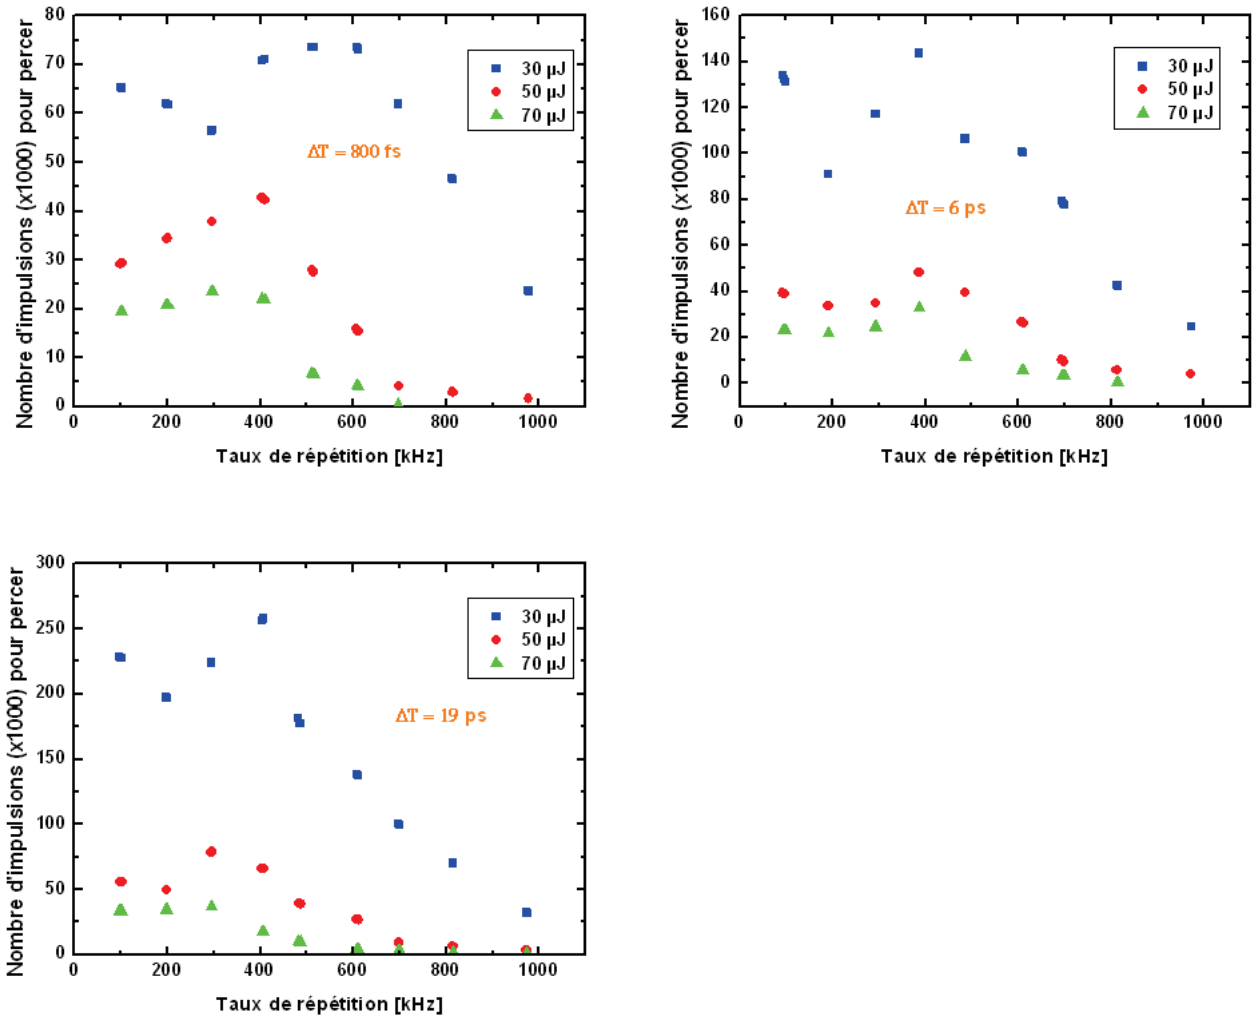 Nombre d'impulsions (x1000) pour percer
80
70
60
50
40
30
20
10
0
30 µJ
50 µJ
70 µJ
ΔT = 800 fs
0 200 400 600 800 1000
Taux de répétition [kHz]
Nombre d'impulsions (x1000) pour percer
160
140
120
100
80
60
40
20
0
30 µJ
50 µJ
70 µJ
ΔT = 6 ps
0 200 400 600 800 1000
Taux de répétition [kHz]
Nombre d'impulsions (x1000) pour percer
300
250
200
150
100
50
0
30 µJ
50 µJ
70 µJ
ΔT = 19 ps
0 200 400 600 800 1000
Taux de répétition [kHz]